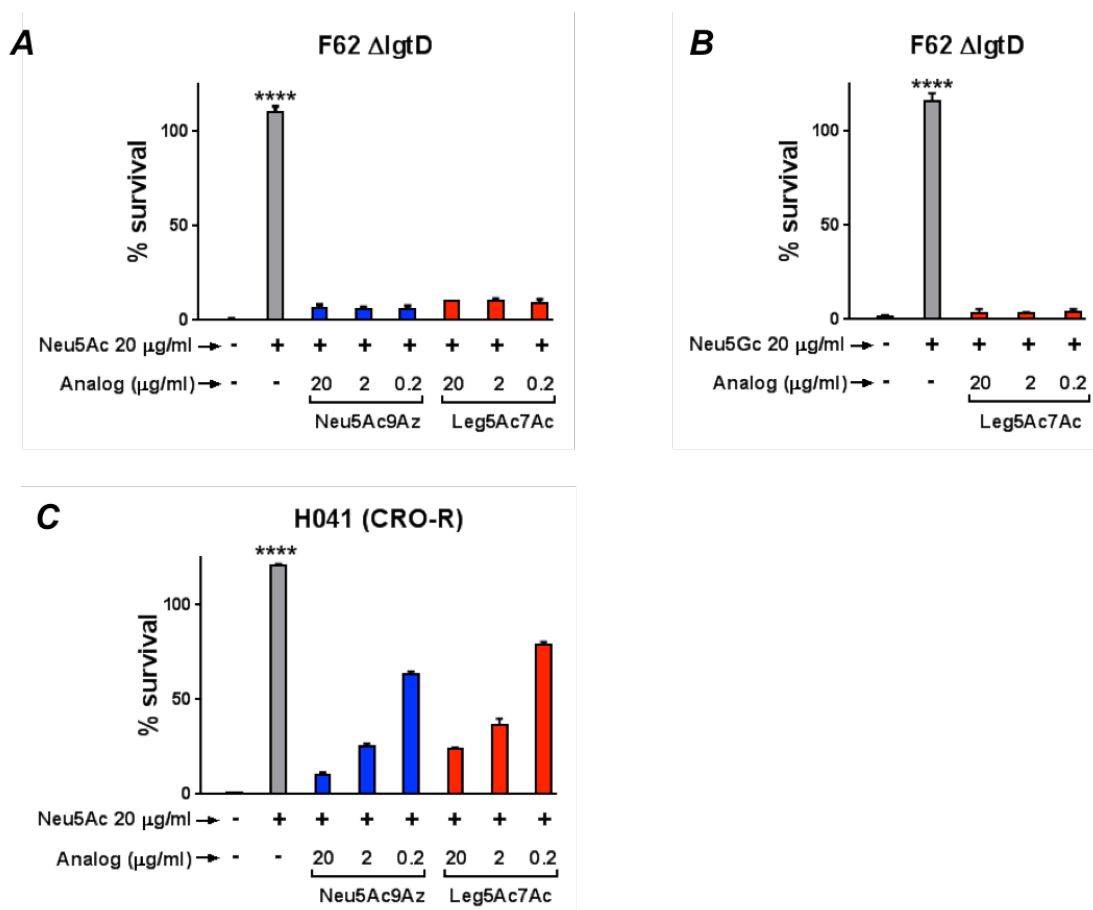 A
F62 ΔlgtD
****
% survival
100
50
0
Neu5Ac 20 μg/ml → - + + + + + + +
Analog (μg/ml) → - - 20 2 0.2 20 2 0.2
Neu5Ac9Az Leg5Ac7Ac
B
F62 ΔlgtD
****
% survival
100
50
0
Neu5Gc 20 μg/ml → - + + + +
Analog (μg/ml) → - - 20 2 0.2
Leg5Ac7Ac
C
H041 (CRO-R)
****
% survival
100
50
0
Neu5Ac 20 μg/ml → - + + + + + + +
Analog (μg/ml) → - - 20 2 0.2 20 2 0.2
Neu5Ac9Az Leg5Ac7Ac